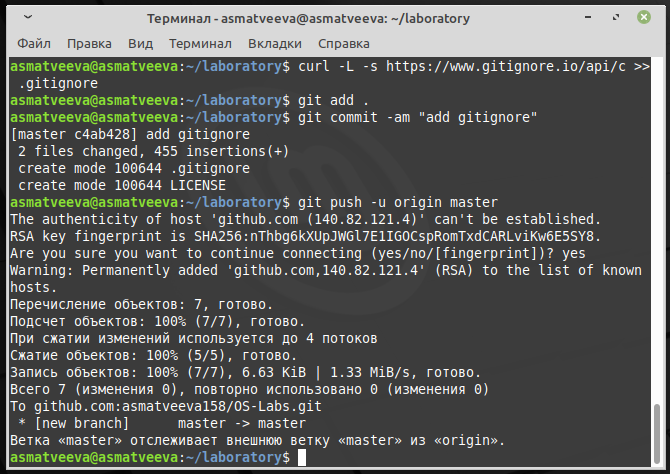 Терминал - asmatveeva@asmatveeva: ~/laboratory
Файл Правка Вид Терминал Вкладки Справка
asmatveeva@asmatveeva:~/laboratory$ curl -L -s https://www.gitignore.io/api/c >>
 .gitignore
asmatveeva@asmatveeva:~/laboratory$ git add .
asmatveeva@asmatveeva:~/laboratory$ git commit -am "add gitignore"
[master c4ab428] add gitignore
 2 files changed, 455 insertions(+)
 create mode 100644 .gitignore
 create mode 100644 LICENSE
asmatveeva@asmatveeva:~/laboratory$ git push -u origin master
The authenticity of host 'github.com (140.82.121.4)' can't be established.
RSA key fingerprint is SHA256:nThbg6kXUpJWGl7E1IGOCspRomTxdCARLviKw6E5SY8.
Are you sure you want to continue connecting (yes/no/[fingerprint])? yes
Warning: Permanently added 'github.com,140.82.121.4' (RSA) to the list of known
hosts.
Перечисление объектов: 7, готово.
Подсчет объектов: 100% (7/7), готово.
При сжатии изменений используется до 4 потоков
Сжатие объектов: 100% (5/5), готово.
Запись объектов: 100% (7/7), 6.63 KiB | 1.33 MiB/s, готово.
Всего 7 (изменения 0), повторно использовано 0 (изменения 0)
To github.com:asmatveeva158/OS-Labs.git
 * [new branch]      master -> master
Ветка «master» отслеживает внешнюю ветку «master» из «origin».
asmatveeva@asmatveeva:~/laboratory$